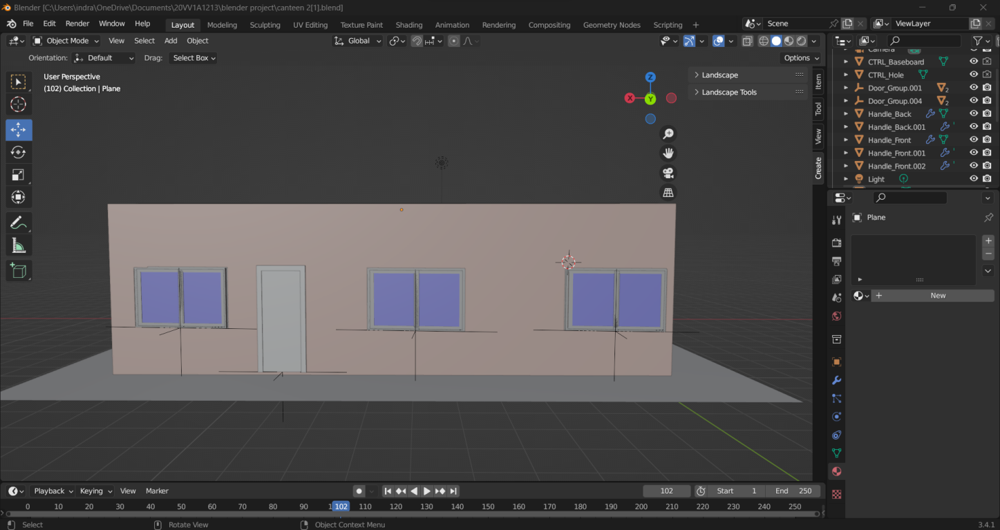 Blender [C:\Users\indra\OneDrive\Documents\20VV1A1213\blender project\canteen 2[1].blend]
File Edit Render Window Help Layout Modeling Sculpting UV Editing Texture Paint Shading Animation Rendering Compositing Geometry Nodes Scripting + Scene ViewLayer
Object Mode View Select Add Object Global
Orientation: Default Drag: Select Box Options
User Perspective
(102) Collection | Plane
Z
X
Y
Landscape
Landscape Tools
Item
Tool
View
Create
Camera
CTRL_Baseboard
CTRL_Hole
Door_Group.001 2
Door_Group.004 2
Handle_Back
Handle_Back.001
Handle_Front
Handle_Front.001
Handle_Front.002
Light
Plane
+ New
Playback Keying View Marker 102 Start 1 End 250
0 10 20 30 40 50 60 70 80 90 102 110 120 130 140 150 160 170 180 190 200 210 220 230 240 250
Select Rotate View Object Context Menu 3.4.1